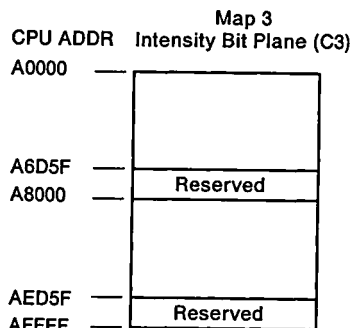 Map 3
CPU ADDR Intensity Bit Plane (C3)
A0000
A6D5F
Reserved
A8000
AED5F
Reserved